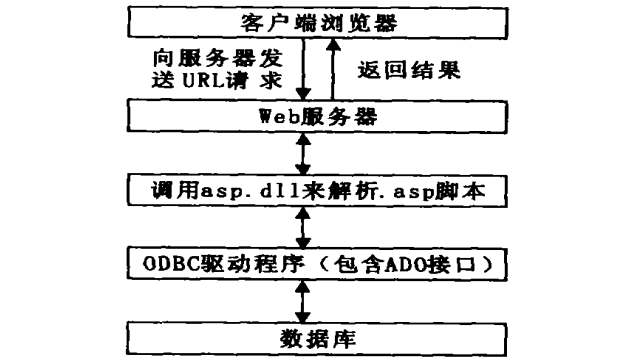 客户端浏览器
向服务器发
送URL请 求
返回结果
Web服务器
调用asp.dll来解析.asp脚本
ODBC驱动程序（包含ADO接口）
数据库